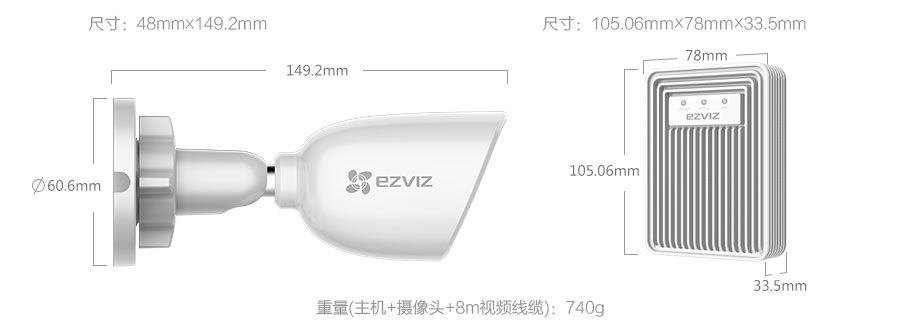 尺寸：48mm×149.2mm
尺寸：105.06mm×78mm×33.5mm
149.2mm
78mm
ezviz
Ø60.6mm
ezviz
105.06mm
33.5mm
重量(主机+摄像头+8m视频线缆)：740g